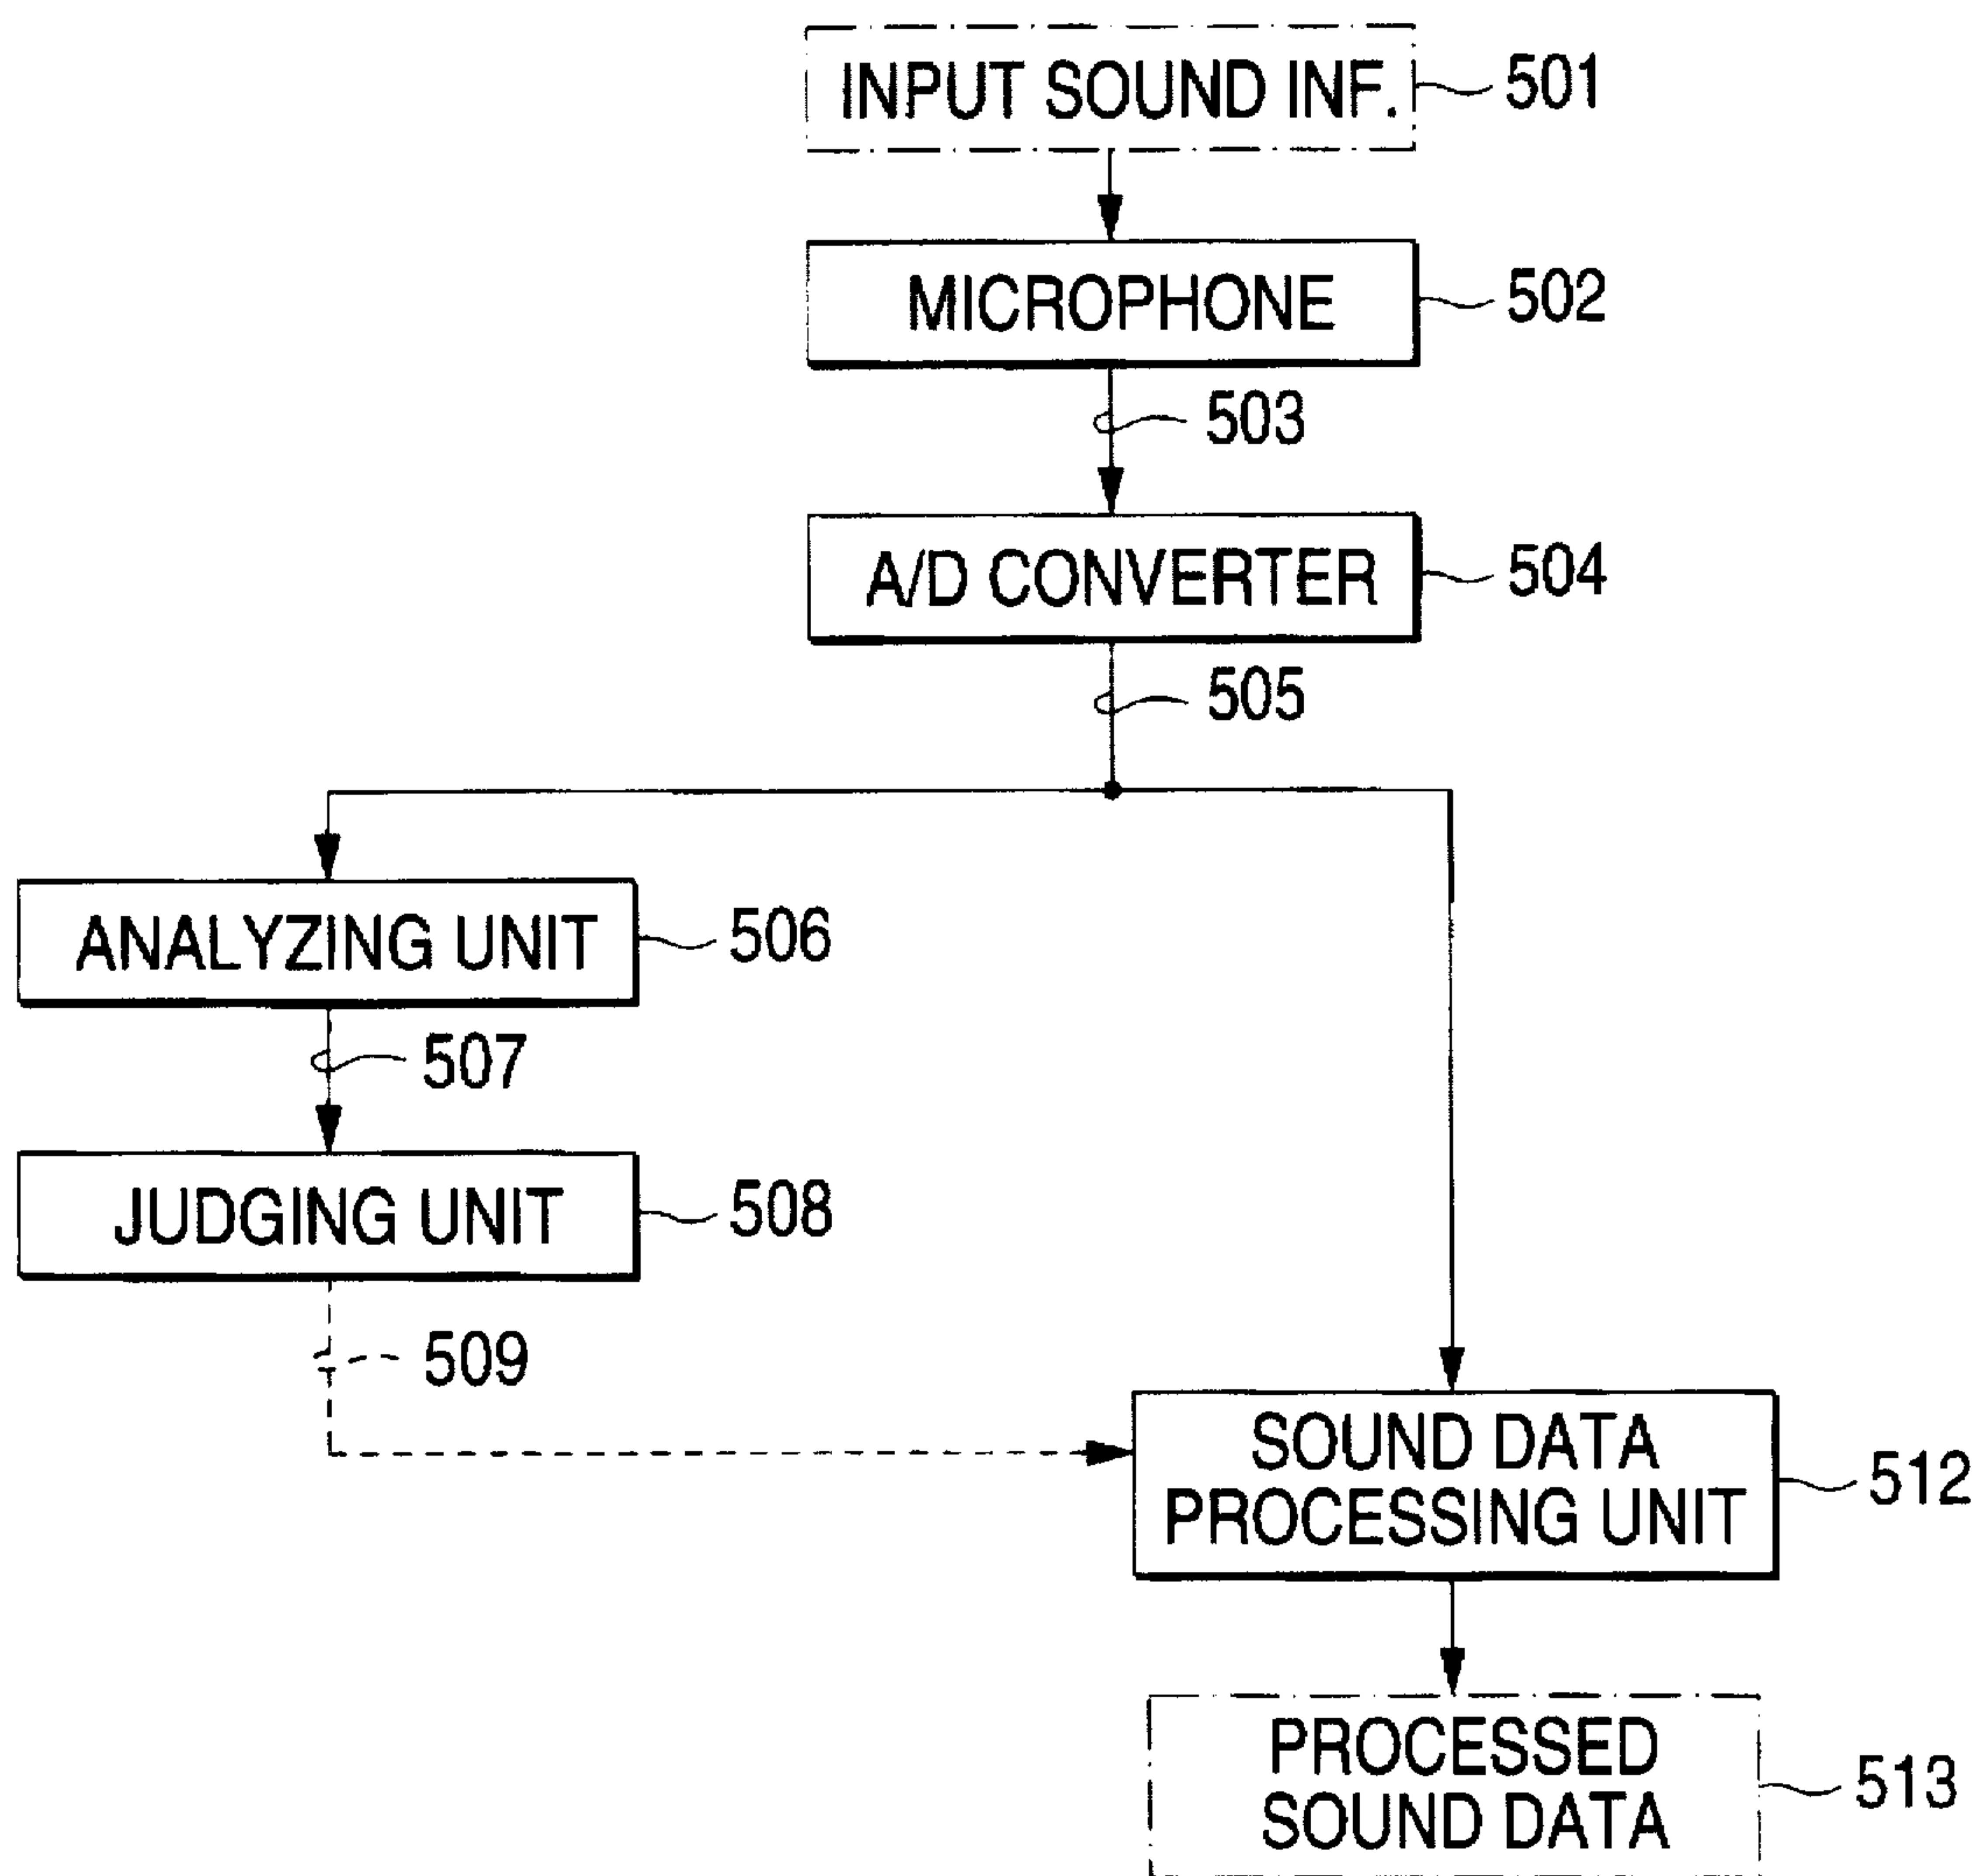 INPUT SOUND INF.
501
MICROPHONE
502
503
A/D CONVERTER
504
505
ANALYZING UNIT
506
507
JUDGING UNIT
508
509
SOUND DATA
PROCESSING UNIT
512
PROCESSED
SOUND DATA
513